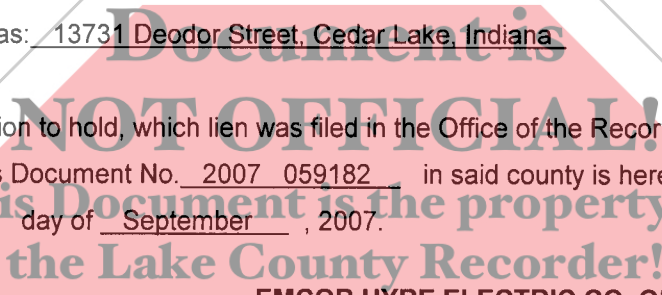 as: 13731 Deodor Street, Cedar Lake, Indiana
Document is
NOT OFFICIAL!
ion to hold, which lien was filed in the Office of the Recor
s Document No. 2007 059182 in said county is here
is Document is the property
day of September , 2007.
the Lake County Recorder!